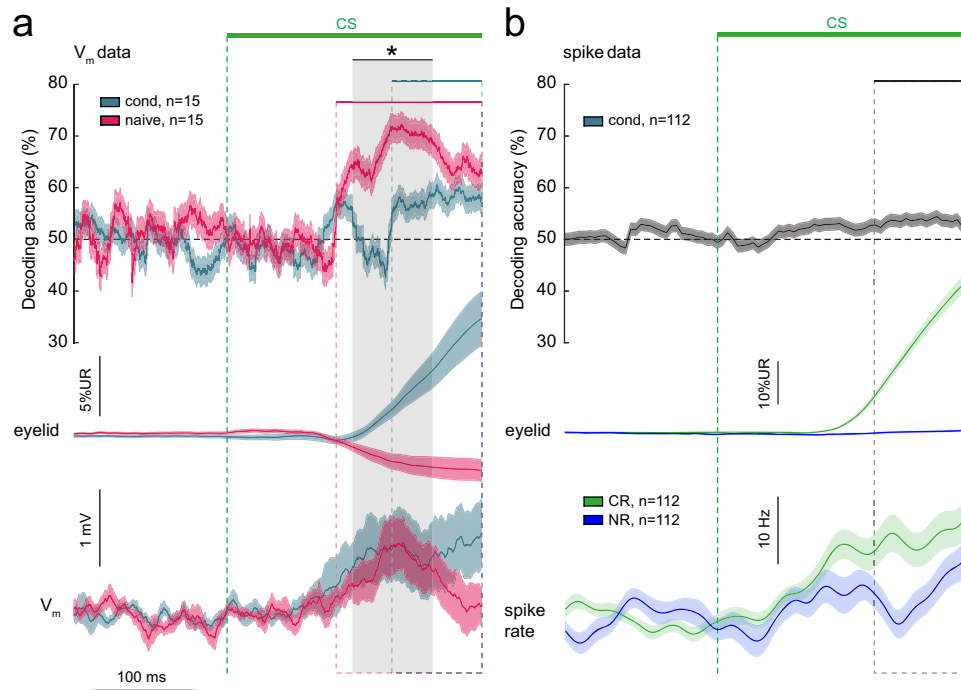 a
CS
V_m data
*
80
cond, n=15
naive, n=15
70
60
50
40
30
Decoding accuracy (%)
5%UR
eyelid
1 mV
V_m
100 ms
b
CS
spike data
80
cond, n=112
70
60
50
40
30
Decoding accuracy (%)
10%UR
eyelid
CR, n=112
NR, n=112
10 Hz
spike
rate